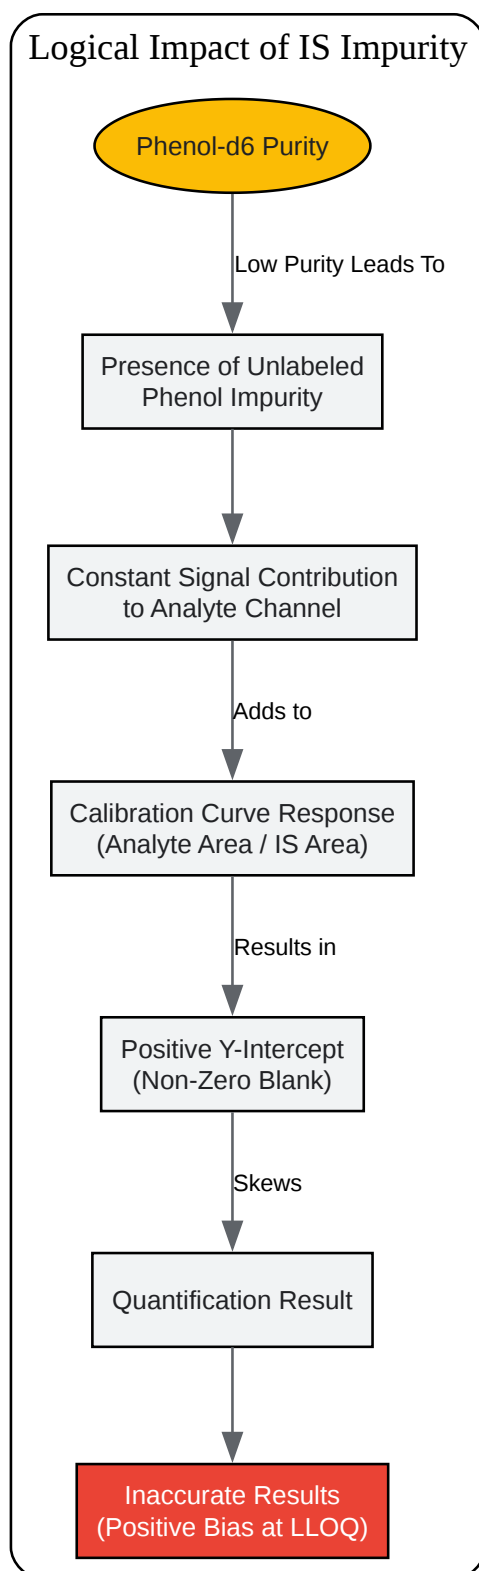 Logical Impact of IS Impurity
Phenol-d6 Purity
Low Purity Leads To
Presence of Unlabeled
Phenol Impurity
Constant Signal Contribution
to Analyte Channel
Adds to
Calibration Curve Response
(Analyte Area / IS Area)
Results in
Positive Y-Intercept
(Non-Zero Blank)
Skews
Quantification Result
Inaccurate Results
(Positive Bias at LLOQ)